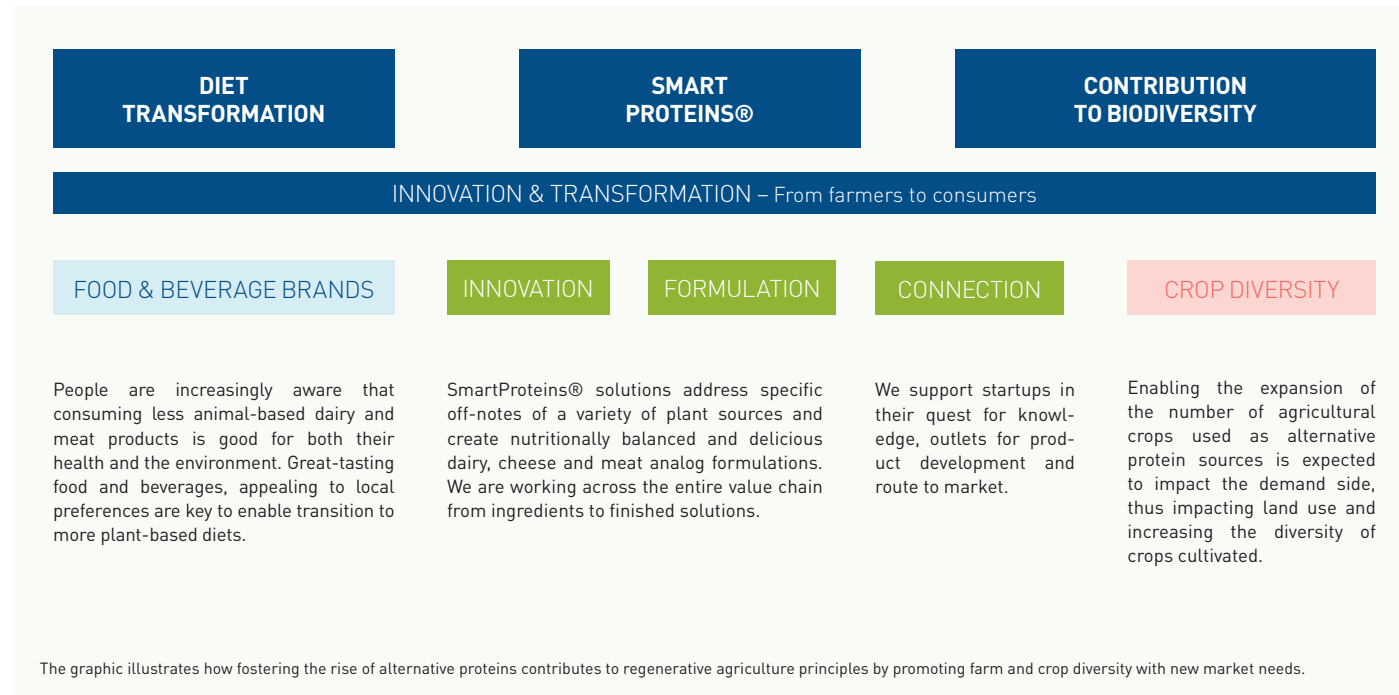 DIET
TRANSFORMATION
SMART
PROTEINS®
CONTRIBUTION
TO BIODIVERSITY
INNOVATION & TRANSFORMATION – From farmers to consumers
FOOD & BEVERAGE BRANDS
INNOVATION
FORMULATION
CONNECTION
CROP DIVERSITY
People are increasingly aware that
consuming less animal-based dairy and
meat products is good for both their
health and the environment. Great-tasting
food and beverages, appealing to local
preferences are key to enable transition to
more plant-based diets.
SmartProteins® solutions address specific
off-notes of a variety of plant sources and
create nutritionally balanced and delicious
dairy, cheese and meat analog formulations.
We are working across the entire value chain
from ingredients to finished solutions.
We support startups in
their quest for knowl-
edge, outlets for prod-
uct development and
route to market.
Enabling the expansion of
the number of agricultural
crops used as alternative
protein sources is expected
to impact the demand side,
thus impacting land use and
increasing the diversity of
crops cultivated.
The graphic illustrates how fostering the rise of alternative proteins contributes to regenerative agriculture principles by promoting farm and crop diversity with new market needs.